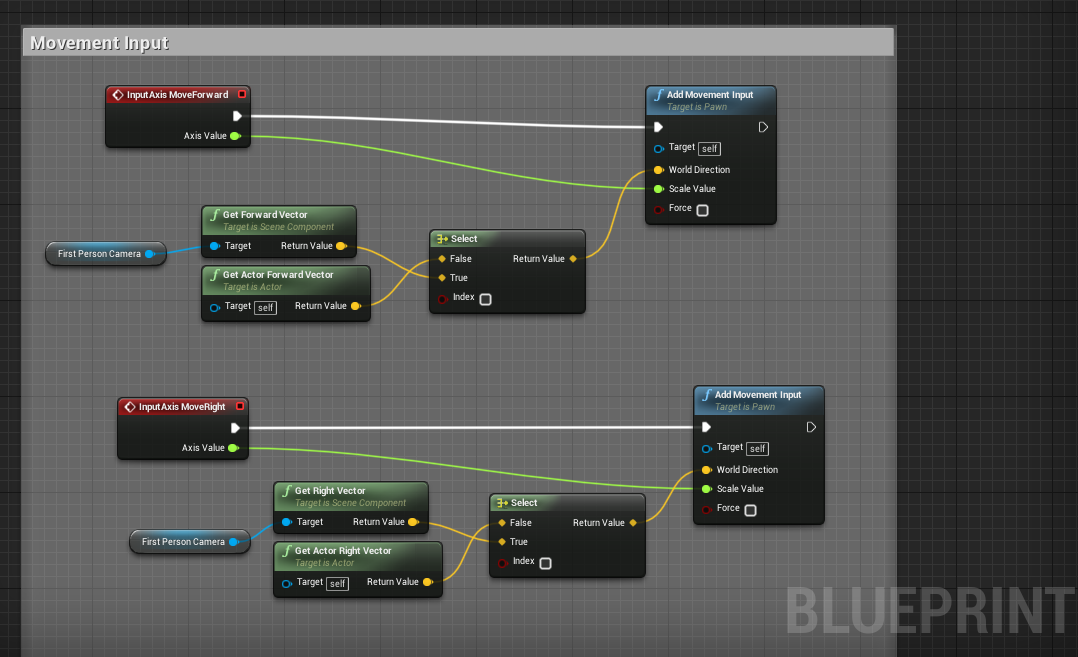 Movement Input
InputAxis MoveForward
Axis Value
Add Movement Input
Target is Pawn
Target self
World Direction
Scale Value
Force
First Person Camera
Get Forward Vector
Target is Scene Component
Target Return Value
Get Actor Forward Vector
Target is Actor
Target self Return Value
Select
False Return Value
True
Index
InputAxis MoveRight
Axis Value
Add Movement Input
Target is Pawn
Target self
World Direction
Scale Value
Force
First Person Camera
Get Right Vector
Target is Scene Component
Target Return Value
Get Actor Right Vector
Target is Actor
Target self Return Value
Select
False Return Value
True
Index
BLUEPRINT